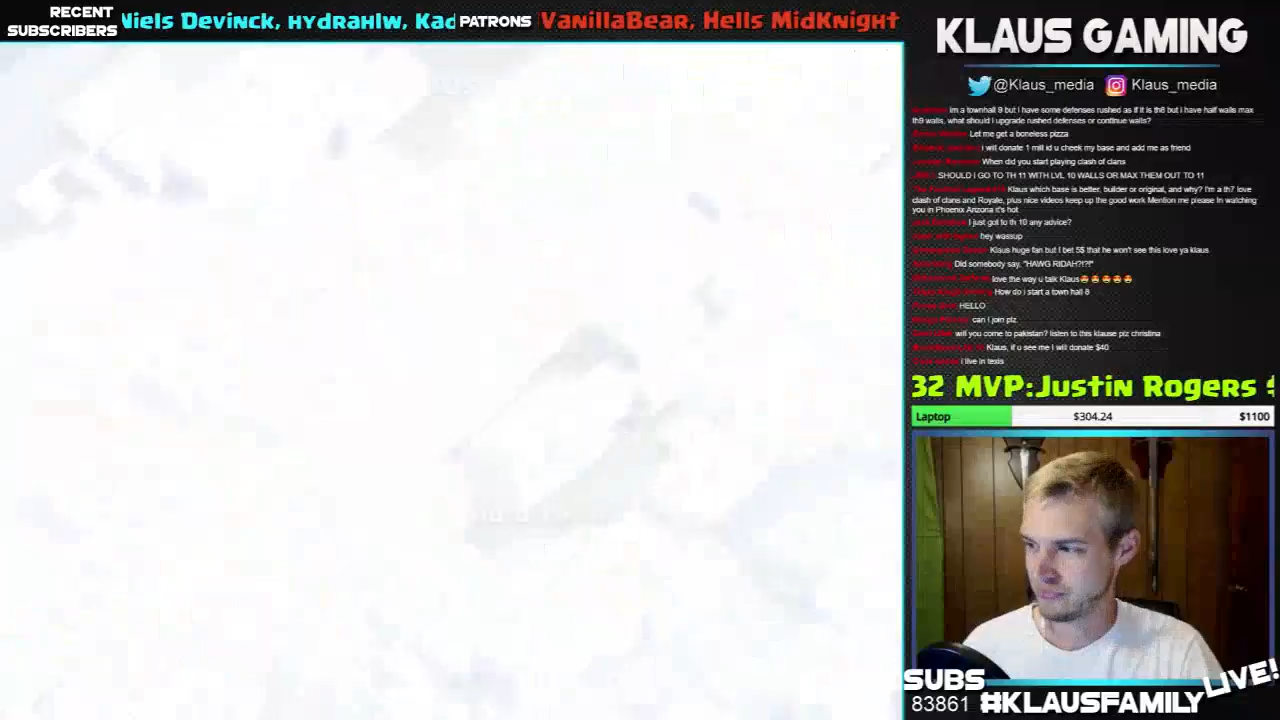 RECENT SUBSCRIBERS
Niels Devinck, hydrahlw, Kad
PATRONS
VanillaBear, Hells MidKnight
KLAUS GAMING
@Klaus_media
Klaus_media
im a townhall 9 but i have some defenses rushed as if it is th8 but i have half walls max
th9 walls, what should i upgrade rushed defenses or continue walls?
Let me get a boneless pizza
i will donate 1 mill id u cheek my base and add me as friend
When did you start playing clash of clans
SHOULD I GO TO TH 11 WITH LVL 10 WALLS OR MAX THEM OUT TO 11
Klaus which base is better, builder or original, and why? I'm a th7 love
clash of clans and Royale, plus nice videos keep up the good work Mention me please In watching
you in Phoenix Arizona it's hot
I just got to th 10 any advice?
hey wassup
Klaus huge fan but I bet 5$ that he won't see this love ya klaus
Did somebody say, "HAWG RIDAH?!?!"
love the way u talk Klaus🤩🤩🤩🤩🤩
How do i start a town hall 8
HELLO
can I join plz
will you come to pakistan? listen to this klause plz christina
Klaus, if u see me I will donate $40
I live in texis
32 MVP:Justin Rogers $
Laptop $304.24 $1100
SUBS
83861 #KLAUSFAMILY LIVE!